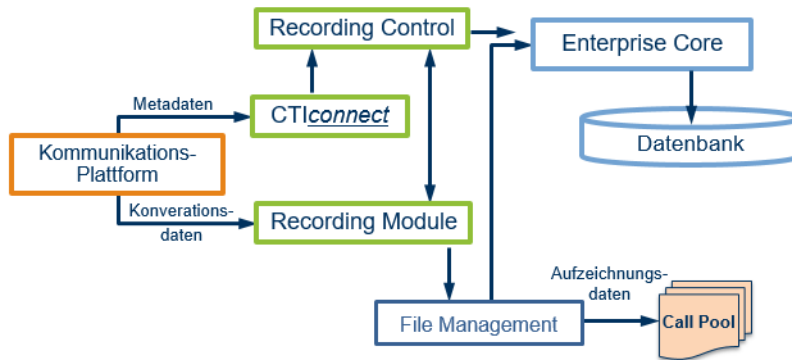 Recording Control
Enterprise Core
Metadaten
CTIconnect
Datenbank
Kommunikations-
Plattform
Konverations-
daten
Recording Module
Aufzeichnungs-
daten
File Management
Call Pool